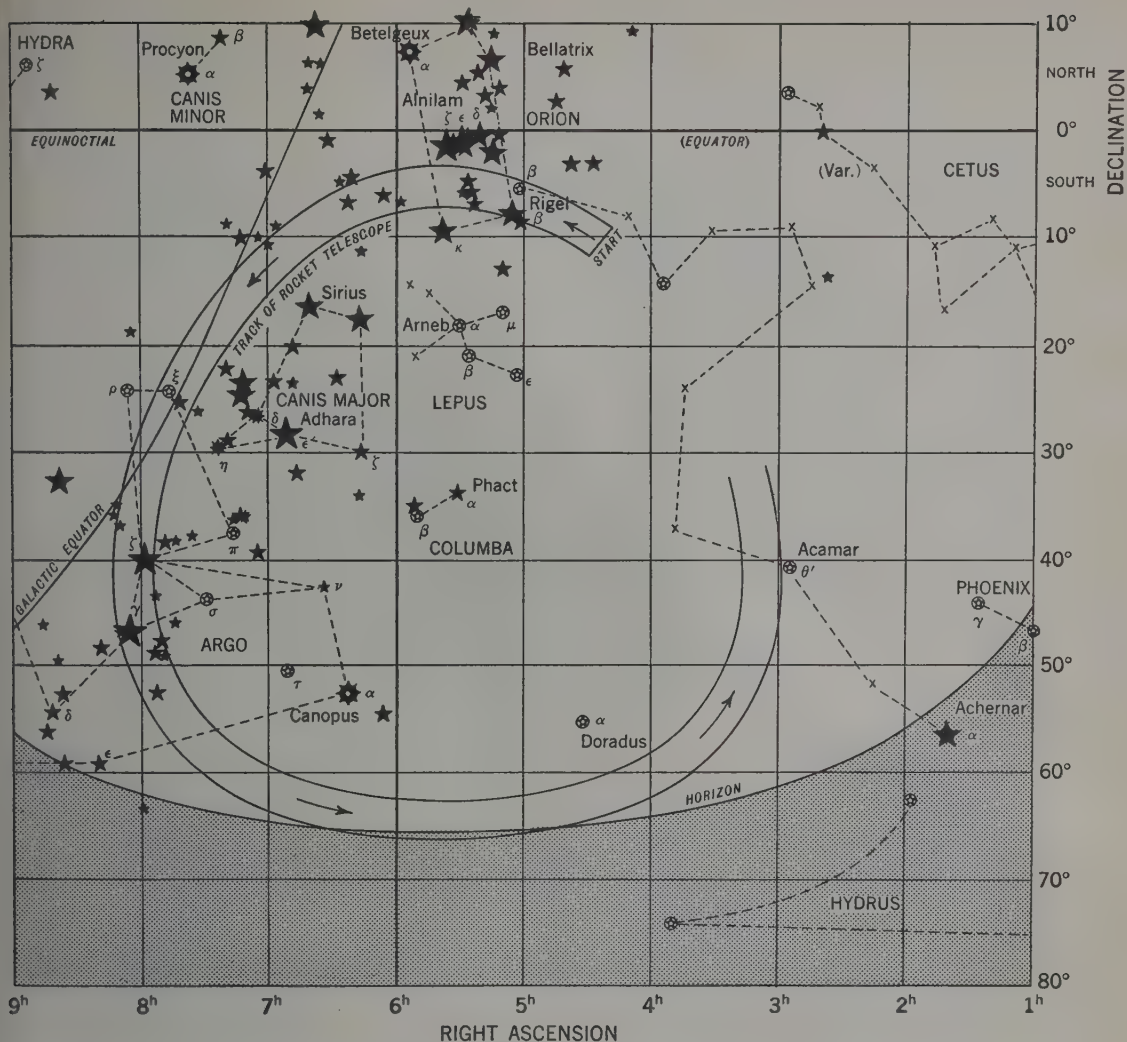 HYDRA
ζ
Procyon
β
α
CANIS
MINOR
Betelgeux
α
Bellatrix
Alnilam
ζ ε δ
ORION
EQUINOCTIAL
(EQUATOR)
(Var.)
CETUS
β
Rigel
β
κ
START
TRACK OF ROCKET TELESCOPE
Sirius
Arneb
α
μ
β
ε
LEPUS
ρ
ξ
CANIS MAJOR
Adhara
δ
ε
η
ζ
Phact
α
β
COLUMBA
GALACTIC EQUATOR
ζ
π
ν
γ
σ
ARGO
τ
δ
Canopus
α
ε
α
Doradus
Acamar
θ'
PHOENIX
γ
β
Achernar
α
HORIZON
HYDRUS
10°
NORTH
0°
SOUTH
10°
20°
30°
40°
50°
60°
70°
80°
DECLINATION
9h 8h 7h 6h 5h 4h 3h 2h 1h
RIGHT ASCENSION